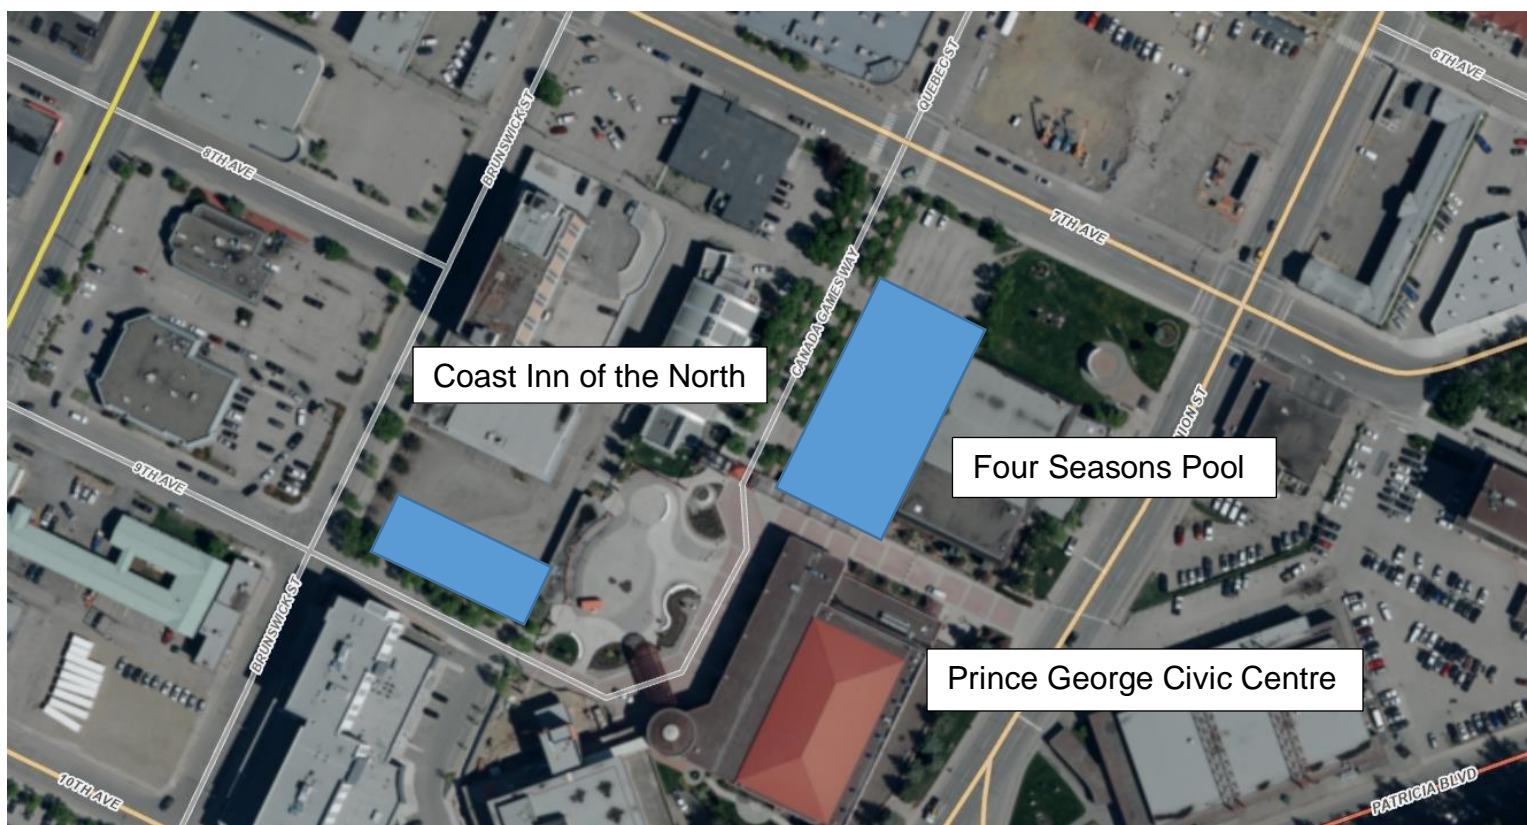 6TH AVE
QUEBEC ST
BRUNSWICK ST
8TH AVE
7TH AVE
CANADA GAMES WAY
Coast Inn of the North
9TH AVE
Four Seasons Pool
BRUNSWICK ST
Prince George Civic Centre
10TH AVE
PATRICIA BLVD